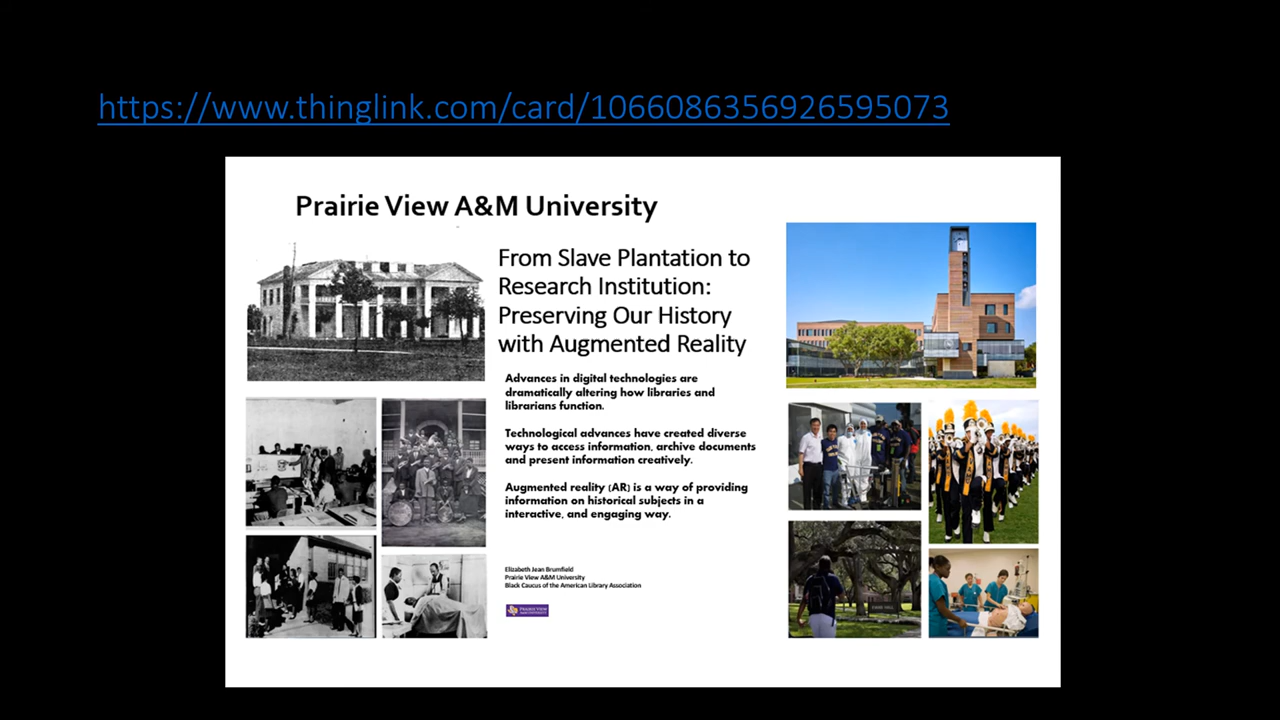 https://www.thinglink.com/card/1066086356926595073
Prairie View A&M University
From Slave Plantation to
Research Institution:
Preserving Our History
with Augmented Reality
Advances in digital technologies are
dramatically altering how libraries and
librarians function.
Technological advances have created diverse
ways to access information, archive documents
and present information creatively.
Augmented reality (AR) is a way of providing
information on historical subjects in a
interactive, and engaging way.
Elizabeth Jean Brumfield
Prairie View A&M University
Black Caucus of the American Library Association
PRAIRIE VIEW